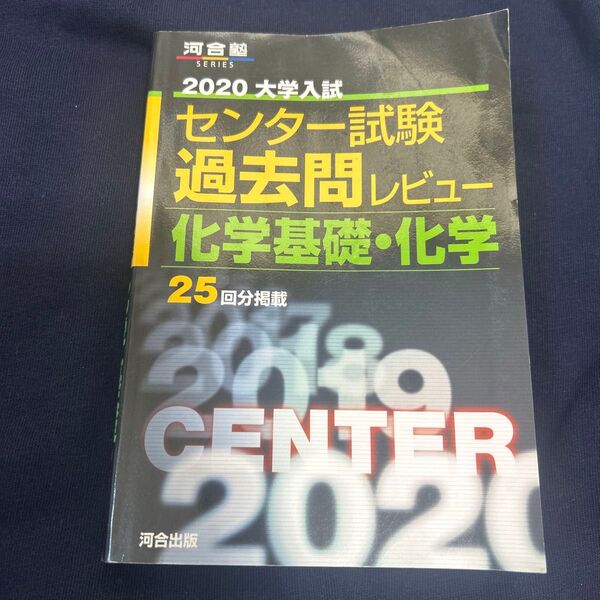 河合塾
SERIES
2020 大学入試
センター試験
過去問レビュー
化学基礎・化学
25回分掲載
2017
2018
2019
CENTER
2020
河合出版